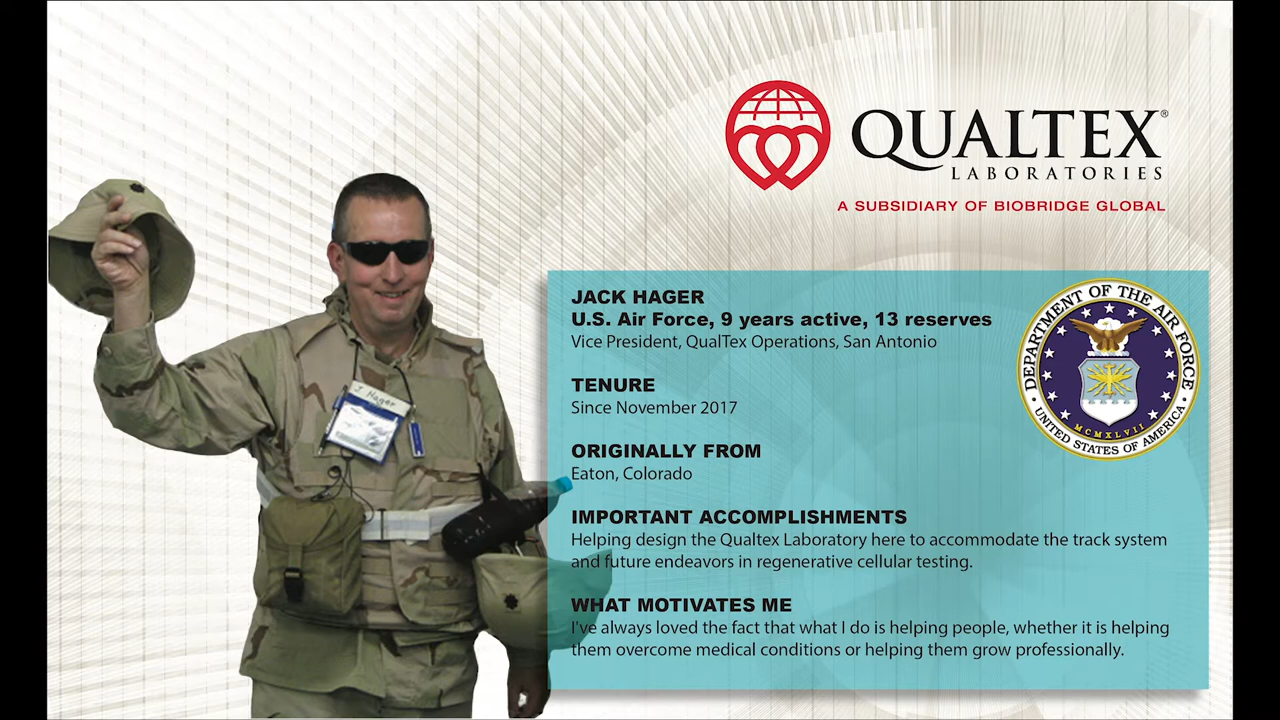 QUALTEX®
LABORATORIES
A SUBSIDIARY OF BIOBRIDGE GLOBAL
JACK HAGER
U.S. Air Force, 9 years active, 13 reserves
Vice President, QualTex Operations, San Antonio
TENURE
Since November 2017
ORIGINALLY FROM
Eaton, Colorado
IMPORTANT ACCOMPLISHMENTS
Helping design the Qualtex Laboratory here to accommodate the track system
and future endeavors in regenerative cellular testing.
WHAT MOTIVATES ME
I've always loved the fact that what I do is helping people, whether it is helping
them overcome medical conditions or helping them grow professionally.
DEPARTMENT OF THE AIR FORCE
MCMXLVII
UNITED STATES OF AMERICA
J. Hager